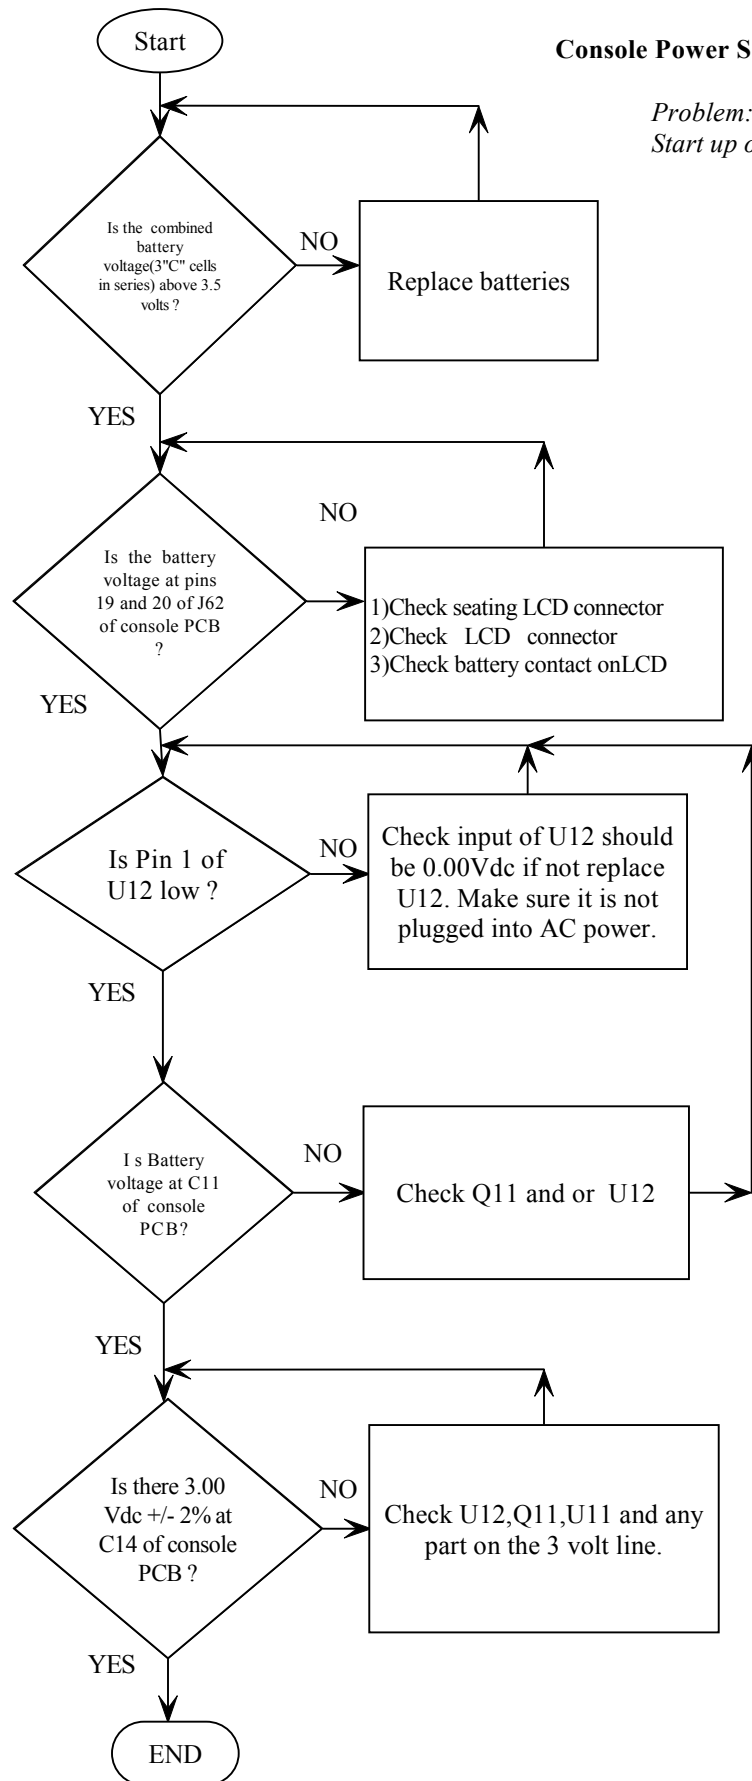 Start
Console Power S
Problem:
Start up o
Is the combined
battery
voltage(3"C" cells
in series) above 3.5
volts ?
NO
Replace batteries
YES
Is the battery
voltage at pins
19 and 20 of J62
of console PCB
?
NO
1)Check seating LCD connector
2)Check LCD connector
3)Check battery contact onLCD
YES
Is Pin 1 of
U12 low ?
NO
Check input of U12 should
be 0.00Vdc if not replace
U12. Make sure it is not
plugged into AC power.
YES
I s Battery
voltage at C11
of console
PCB?
NO
Check Q11 and or U12
YES
Is there 3.00
Vdc +/- 2% at
C14 of console
PCB ?
NO
Check U12,Q11,U11 and any
part on the 3 volt line.
YES
END